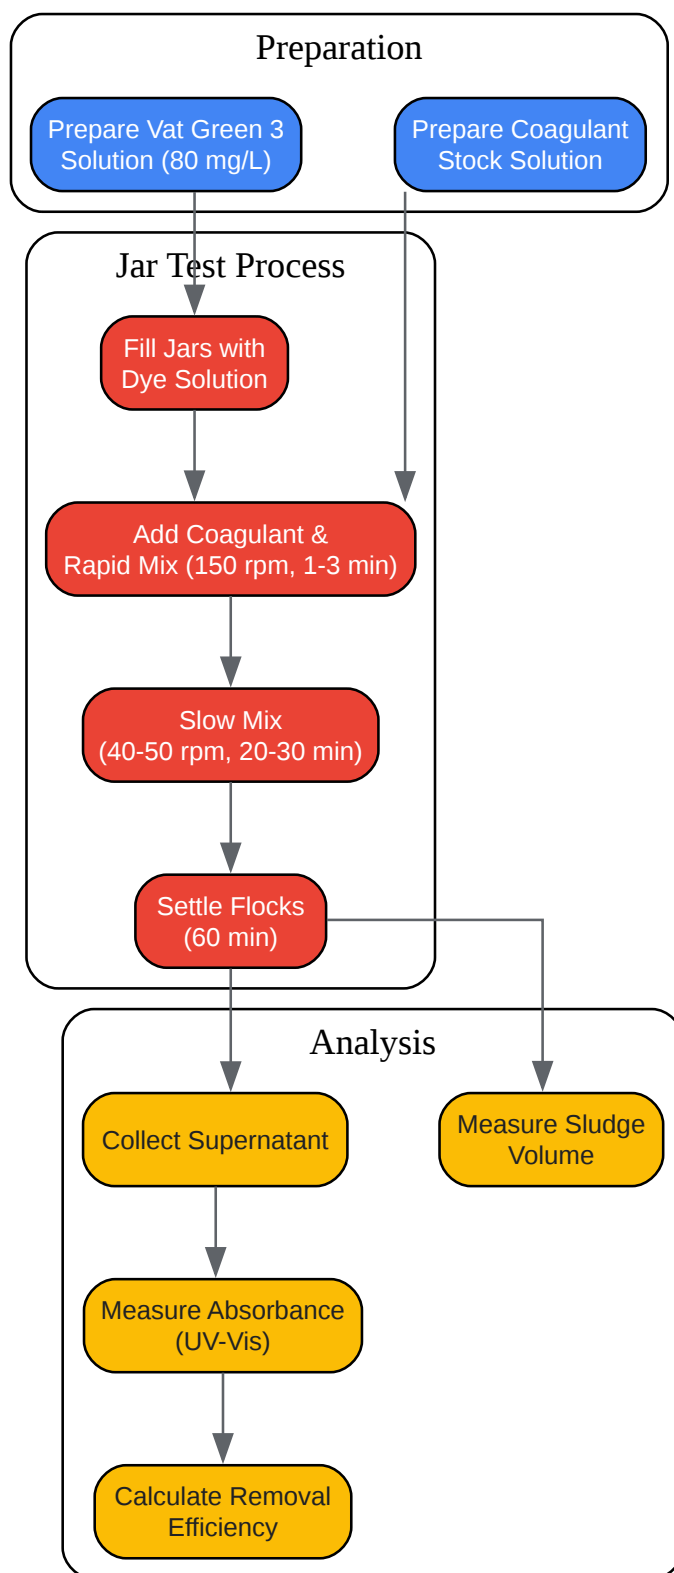 Preparation
Prepare Vat Green 3
Solution (80 mg/L)
Prepare Coagulant
Stock Solution
Jar Test Process
Fill Jars with
Dye Solution
Add Coagulant &
Rapid Mix (150 rpm, 1-3 min)
Slow Mix
(40-50 rpm, 20-30 min)
Settle Flocks
(60 min)
Analysis
Collect Supernatant
Measure Sludge
Volume
Measure Absorbance
(UV-Vis)
Calculate Removal
Efficiency